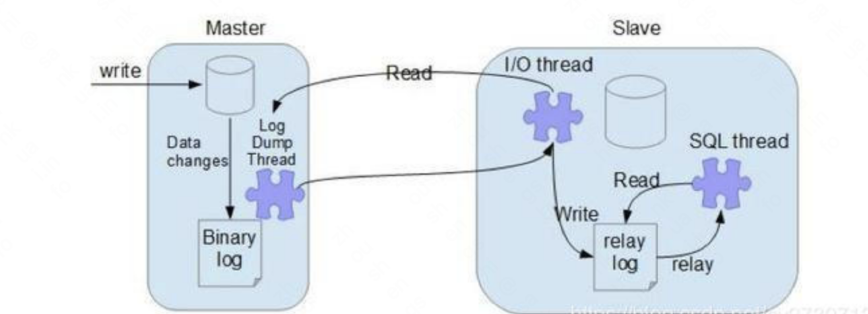 Master
Slave
write
Read
I/O thread
Log
Dump
Thread
Data
changes
SQL thread
Read
Write
Binary
log
relay
log
relay